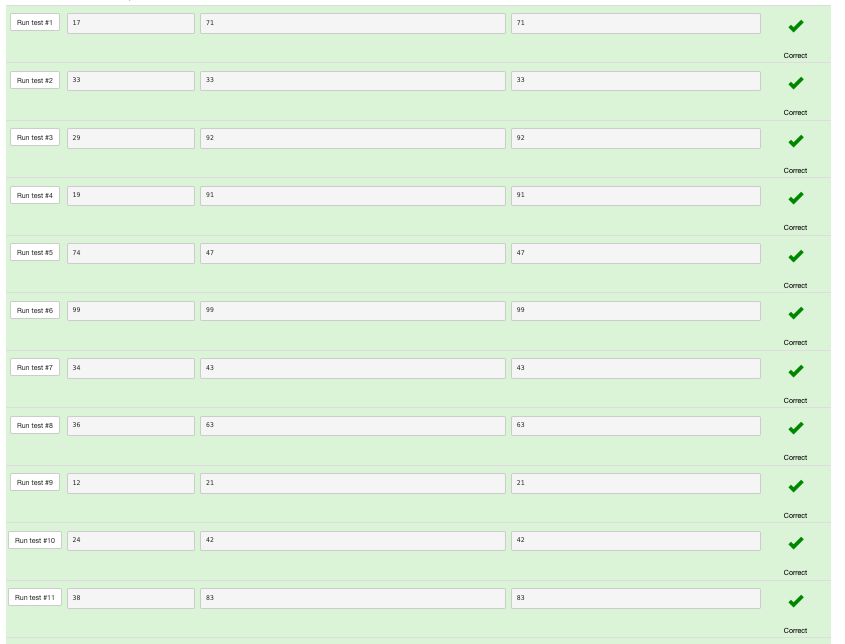 Run test #1 17 71 71
Correct
Run test #2 33 33 33
Correct
Run test #3 29 92 92
Correct
Run test #4 19 91 91
Correct
Run test #5 74 47 47
Correct
Run test #6 99 99 99
Correct
Run test #7 34 43 43
Correct
Run test #8 36 63 63
Correct
Run test #9 12 21 21
Correct
Run test #10 24 42 42
Correct
Run test #11 38 83 83
Correct